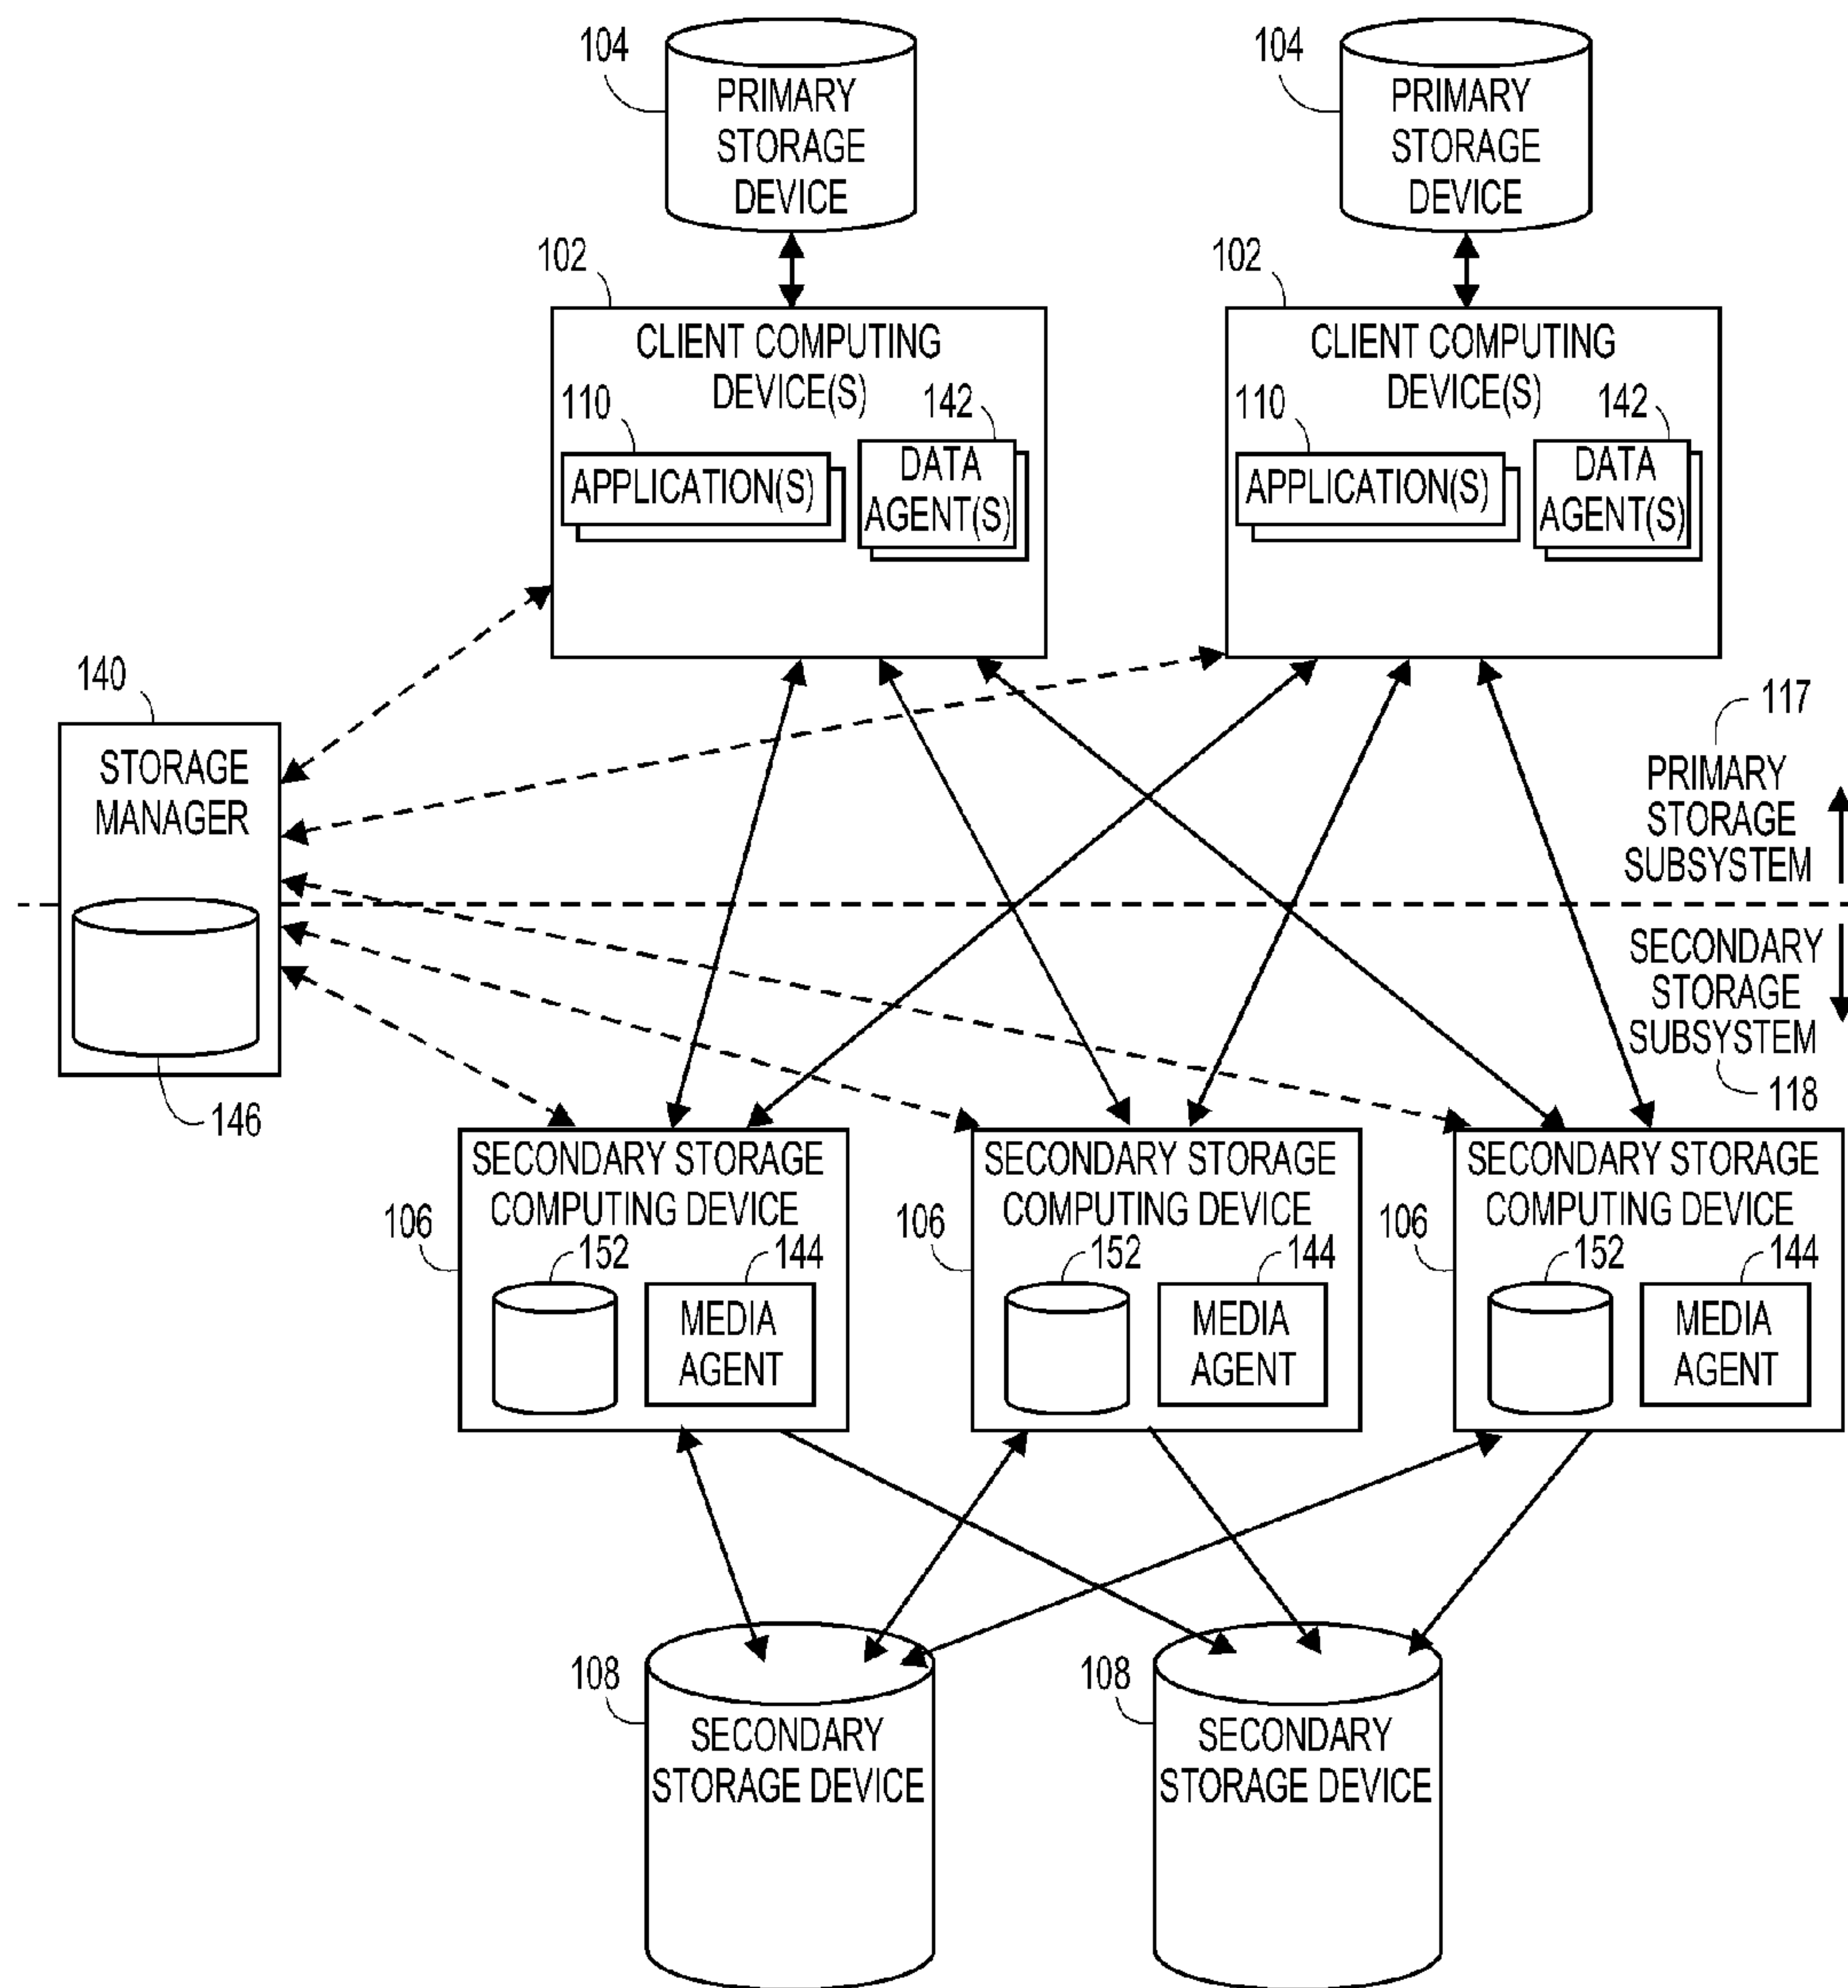 104
PRIMARY
STORAGE
DEVICE
104
PRIMARY
STORAGE
DEVICE
102
CLIENT COMPUTING
DEVICE(S)
110
142
APPLICATION(S)
DATA
AGENT(S)
102
CLIENT COMPUTING
DEVICE(S)
110
142
APPLICATION(S)
DATA
AGENT(S)
140
STORAGE
MANAGER
146
117
PRIMARY
STORAGE
SUBSYSTEM
SECONDARY
STORAGE
SUBSYSTEM
118
SECONDARY STORAGE
COMPUTING DEVICE
106
152
144
MEDIA
AGENT
SECONDARY STORAGE
COMPUTING DEVICE
106
152
144
MEDIA
AGENT
SECONDARY STORAGE
COMPUTING DEVICE
106
152
144
MEDIA
AGENT
108
SECONDARY
STORAGE DEVICE
108
SECONDARY
STORAGE DEVICE